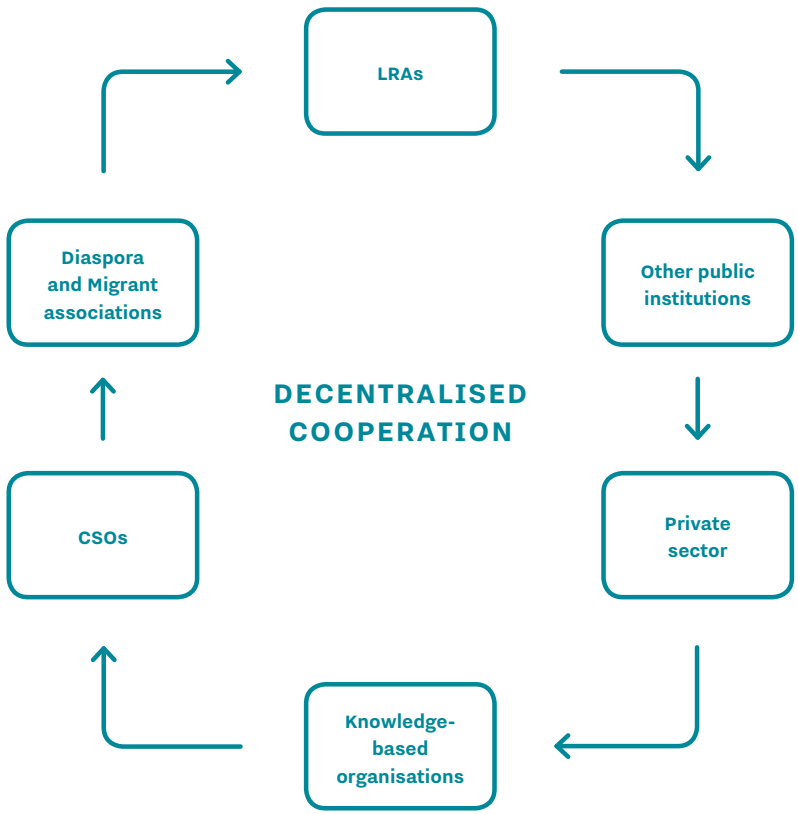 LRAs
Other public
institutions
Private
sector
Knowledge-
based
organisations
CSOs
Diaspora
and Migrant
associations
DECENTRALISED
COOPERATION